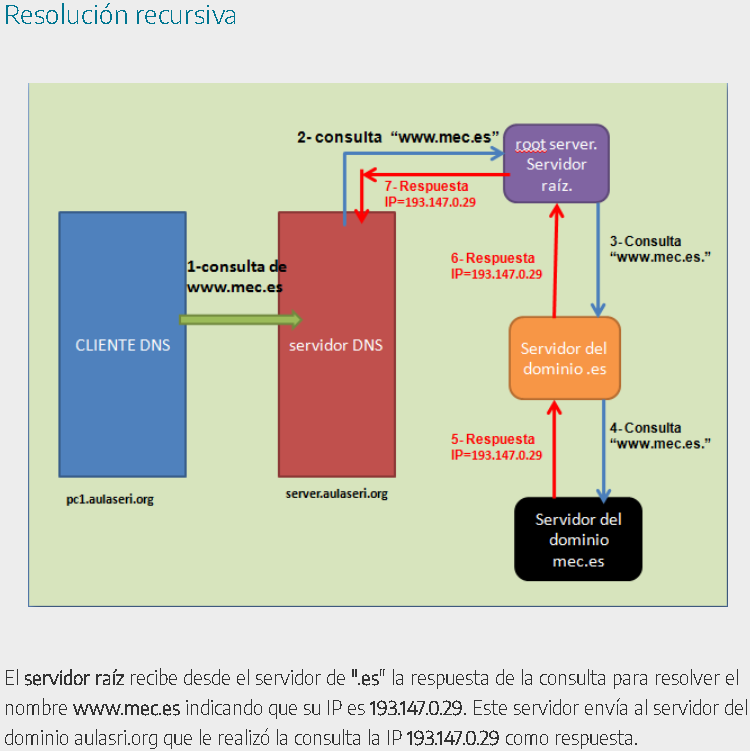 Resolución recursiva
2- consulta “www.mec.es”
root server.
Servidor
raíz.
7- Respuesta
IP=193.147.0.29
1-consulta de
www.mec.es
6- Respuesta
IP=193.147.0.29
3- Consulta
“www.mec.es.”
CLIENTE DNS
servidor DNS
Servidor del
dominio .es
5- Respuesta
IP=193.147.0.29
4- Consulta
“www.mec.es.”
pc1.aulaseri.org
server.aulaseri.org
Servidor del
dominio
mec.es
El servidor raíz recibe desde el servidor de ".es" la respuesta de la consulta para resolver el
nombre www.mec.es indicando que su IP es 193.147.0.29. Este servidor envía al servidor del
dominio aulasri.org que le realizó la consulta la IP 193.147.0.29 como respuesta.